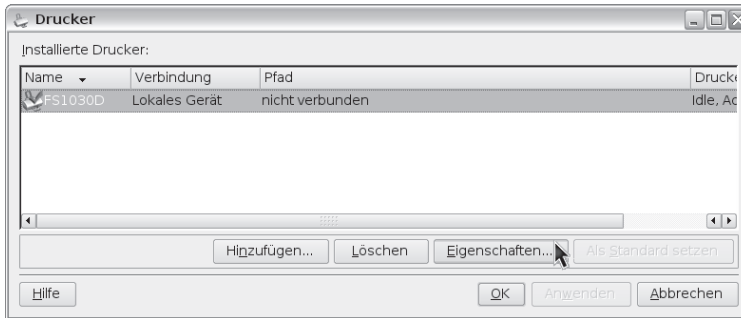 Drucker
Installierte Drucker:
Name Verbindung Pfad
FS1030D Lokales Gerät nicht verbunden Idle,
Hinzufügen... Löschen Eigenschaften... Als Standard setzen
Hilfe OK Anwenden Abbrechen